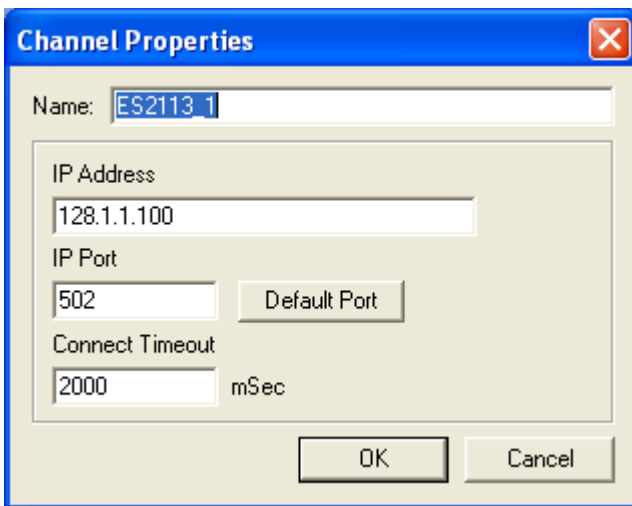 Channel Properties
Name: ES2113_1
IP Address
128.1.1.100
IP Port
502 Default Port
Connect Timeout
2000 mSec
OK Cancel